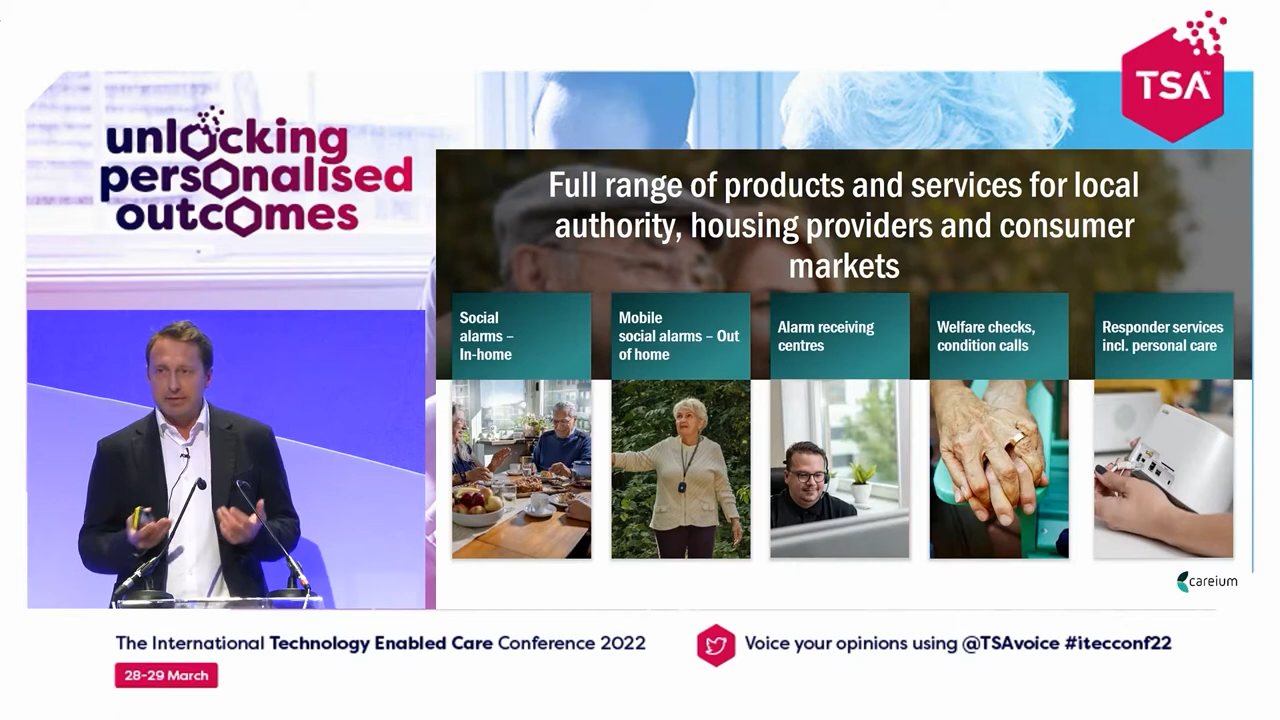 TSA™
unlocking
personalised
outcomes
Full range of products and services for local
authority, housing providers and consumer
markets
Social
alarms –
In-home
Mobile
social alarms – Out
of home
Alarm receiving
centres
Welfare checks,
condition calls
Responder services
incl. personal care
careium
The International Technology Enabled Care Conference 2022
28-29 March
Voice your opinions using @TSAvoice #itecconf22